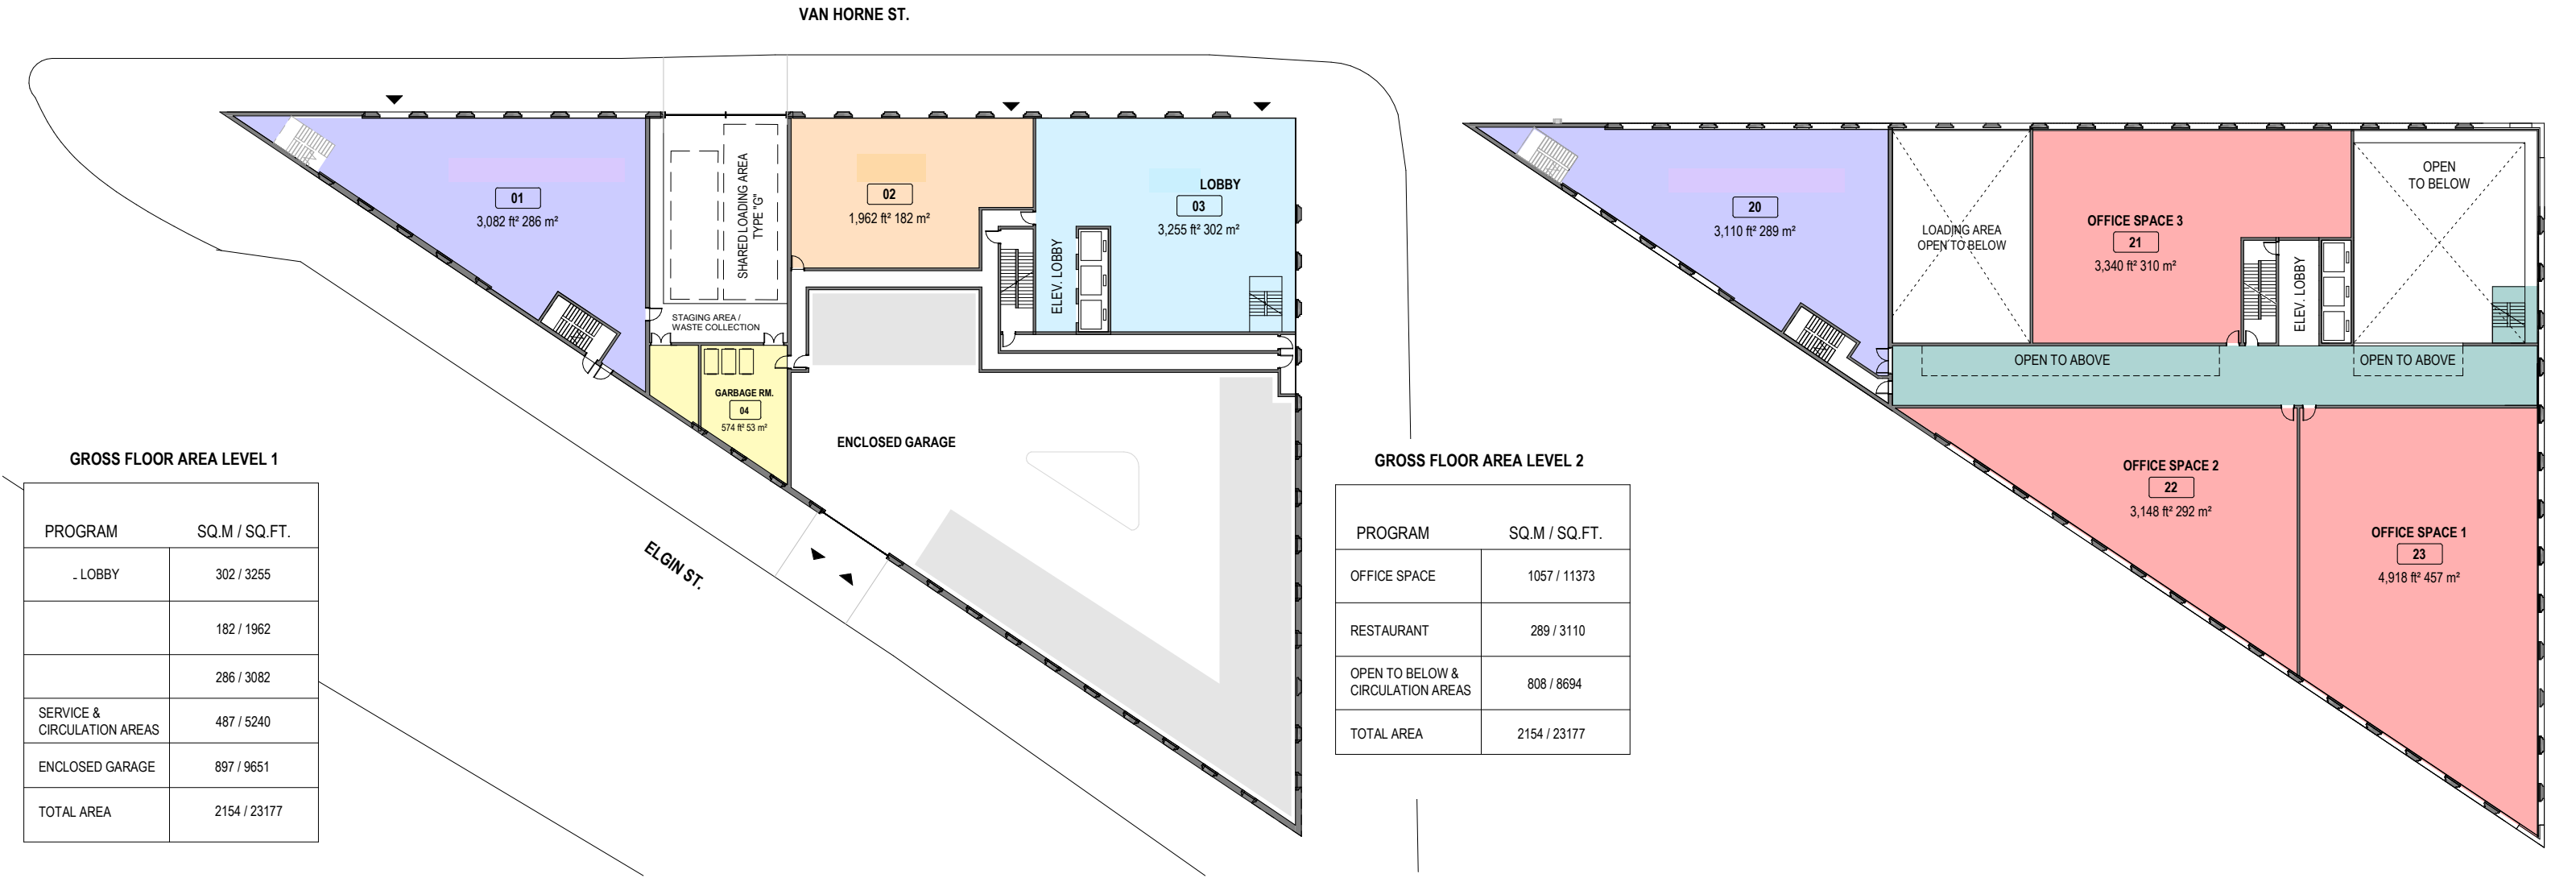 VAN HORNE ST.
01
3,082 ft² 286 m²
SHARED LOADING AREA
TYPE "G"
STAGING AREA /
WASTE COLLECTION
02
1,962 ft² 182 m²
ELEV. LOBBY
LOBBY
03
3,255 ft² 302 m²
GARBAGE RM.
04
574 ft² 53 m²
ENCLOSED GARAGE
ELGIN ST.
GROSS FLOOR AREA LEVEL 1
PROGRAM SQ.M / SQ.FT.
- LOBBY 302 / 3255
182 / 1962
286 / 3082
SERVICE &
CIRCULATION AREAS 487 / 5240
ENCLOSED GARAGE 897 / 9651
TOTAL AREA 2154 / 23177
20
3,110 ft² 289 m²
LOADING AREA
OPEN TO BELOW
OFFICE SPACE 3
21
3,340 ft² 310 m²
ELEV. LOBBY
OPEN
TO BELOW
OPEN TO ABOVE
OPEN TO ABOVE
OFFICE SPACE 2
22
3,148 ft² 292 m²
OFFICE SPACE 1
23
4,918 ft² 457 m²
GROSS FLOOR AREA LEVEL 2
PROGRAM SQ.M / SQ.FT.
OFFICE SPACE 1057 / 11373
RESTAURANT 289 / 3110
OPEN TO BELOW &
CIRCULATION AREAS 808 / 8694
TOTAL AREA 2154 / 23177